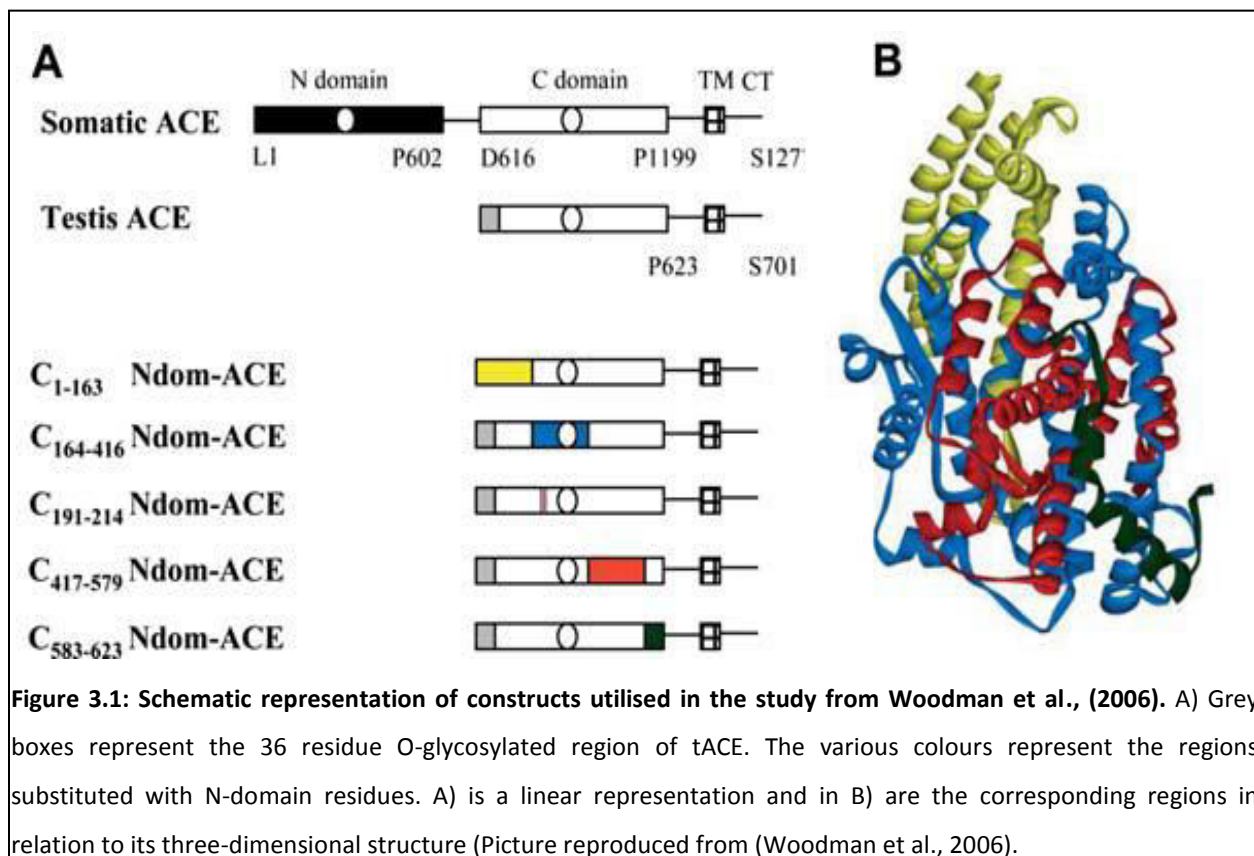 A
B
N domain C domain TM CT
Somatic ACE
L1 P602 D616 P1199 S127
Testis ACE
P623 S701
C1-163 Ndom-ACE
C164-416 Ndom-ACE
C191-214 Ndom-ACE
C417-579 Ndom-ACE
C583-623 Ndom-ACE
Figure 3.1: Schematic representation of constructs utilised in the study from Woodman et al., (2006). A) Grey
boxes represent the 36 residue O-glycosylated region of tACE. The various colours represent the regions
substituted with N-domain residues. A) is a linear representation and in B) are the corresponding regions in
relation to its three-dimensional structure (Picture reproduced from (Woodman et al., 2006).